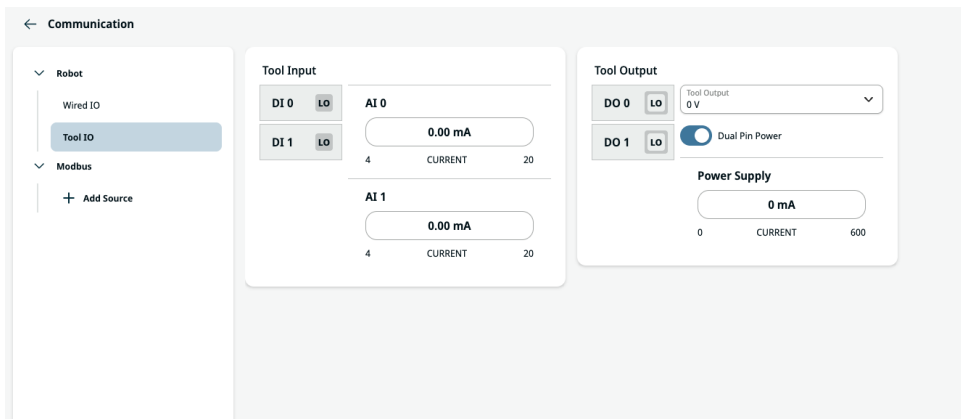 Communication
Robot
Wired IO
Tool IO
Modbus
Add Source
Tool Input
DI 0 LO
DI 1 LO
AI 0
0.00 mA
4 CURRENT 20
AI 1
0.00 mA
4 CURRENT 20
Tool Output
DO 0 LO
DO 1 LO
Tool Output
0 V
Dual Pin Power
Power Supply
0 mA
0 CURRENT 600